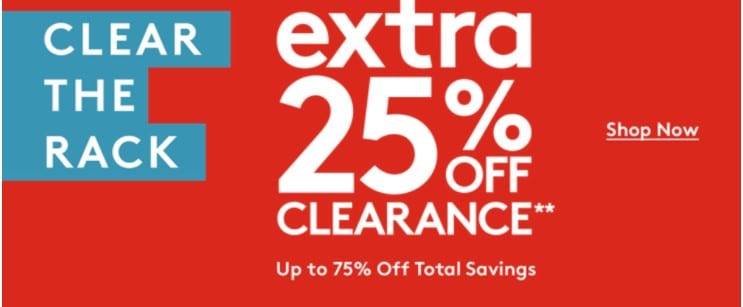 CLEAR
THE
RACK
extra
25%
OFF
CLEARANCE**
Up to 75% Off Total Savings
Shop Now